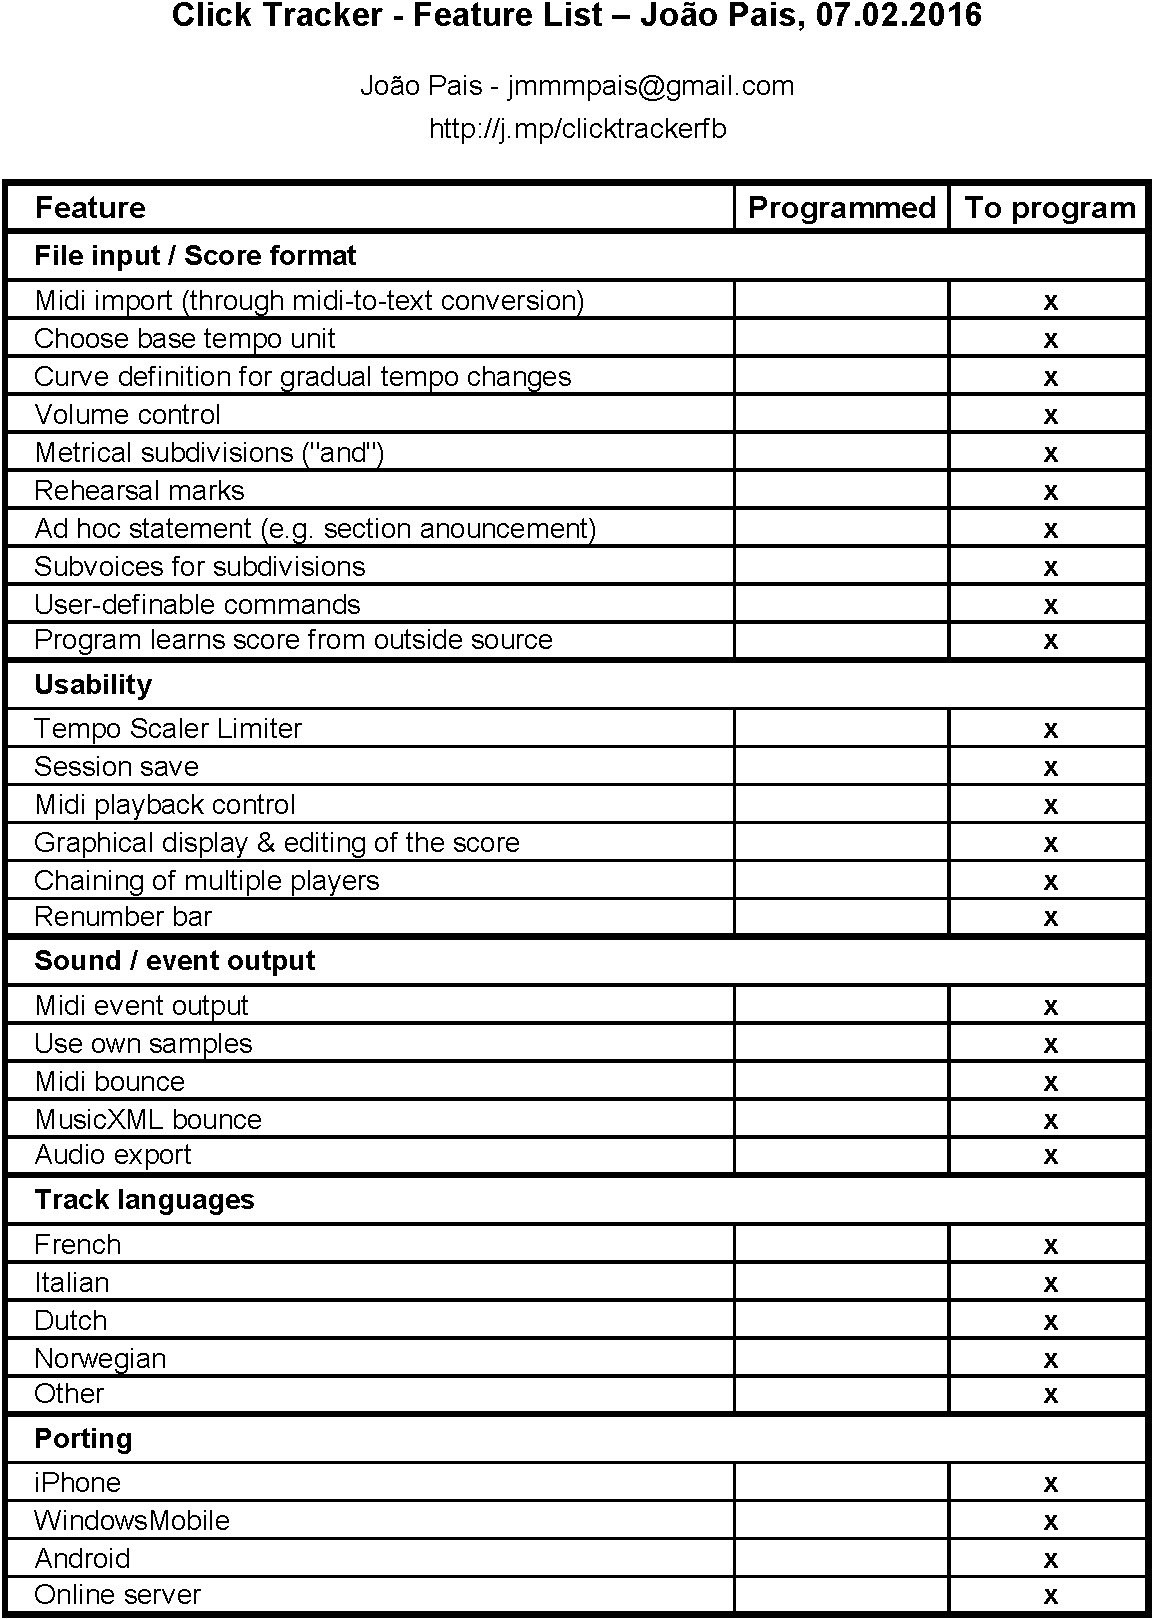 Click Tracker - Feature List – João Pais, 07.02.2016
João Pais - jmmmpais@gmail.com
http://j.mp/clicktrackerfb
Feature Programmed To program
File input / Score format
Midi import (through midi-to-text conversion) x
Choose base tempo unit x
Curve definition for gradual tempo changes x
Volume control x
Metrical subdivisions ("and") x
Rehearsal marks x
Ad hoc statement (e.g. section anouncement) x
Subvoices for subdivisions x
User-definable commands x
Program learns score from outside source x
Usability
Tempo Scaler Limiter x
Session save x
Midi playback control x
Graphical display & editing of the score x
Chaining of multiple players x
Renumber bar x
Sound / event output
Midi event output x
Use own samples x
Midi bounce x
MusicXML bounce x
Audio export x
Track languages
French x
Italian x
Dutch x
Norwegian x
Other x
Porting
iPhone x
WindowsMobile x
Android x
Online server x